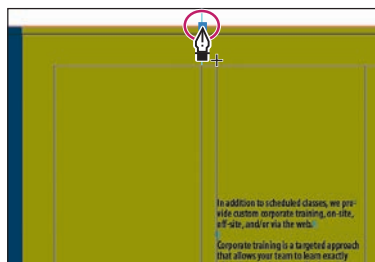 In addition to scheduled classes, we pro-
vide custom corporate training, on-site,
off-site, and/or via the web.
Corporate training is a targeted approach
that allows your team to learn exactly